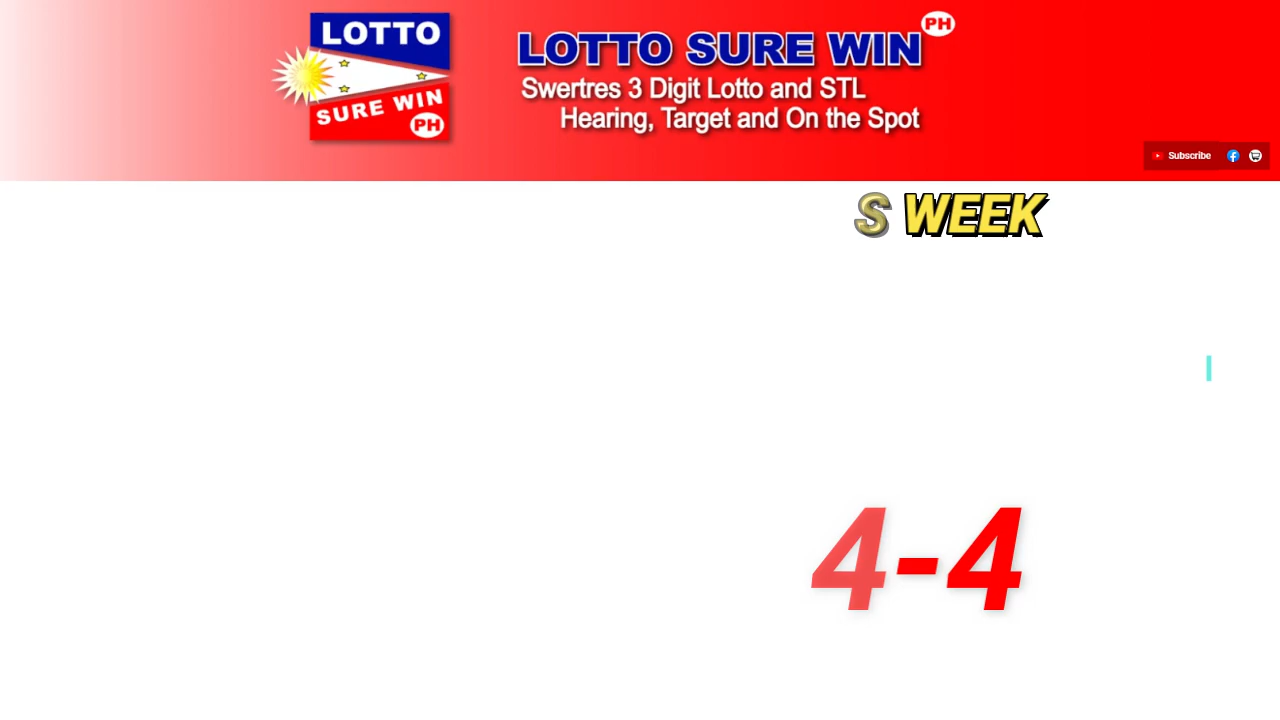 LOTTO
SURE WIN
PH
LOTTO SURE WIN PH
Swertres 3 Digit Lotto and STL
Hearing, Target and On the Spot
Subscribe
S WEEK
4-4